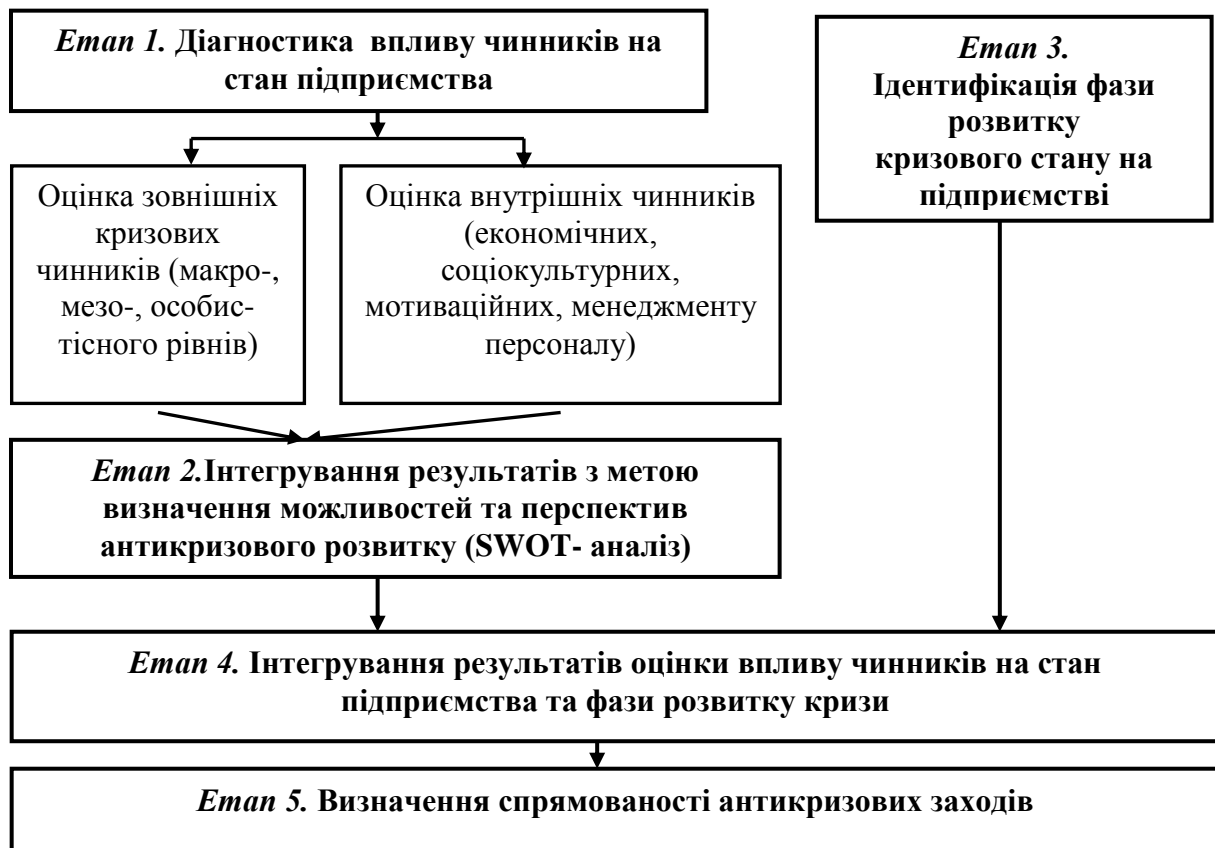 Етап 1. Діагностика впливу чинників на
стан підприємства
Оцінка зовнішніх
кризових
чинників (макро-,
мезо-, особис-
тісного рівнів)
Оцінка внутрішніх чинників
(економічних,
соціокультурних,
мотиваційних, менеджменту
персоналу)
Етап 2.Інтегрування результатів з метою
визначення можливостей та перспектив
антикризового розвитку (SWOT- аналіз)
Етап 3.
Ідентифікація фази
розвитку
кризового стану на
підприємстві
Етап 4. Інтегрування результатів оцінки впливу чинників на стан
підприємства та фази розвитку кризи
Етап 5. Визначення спрямованості антикризових заходів